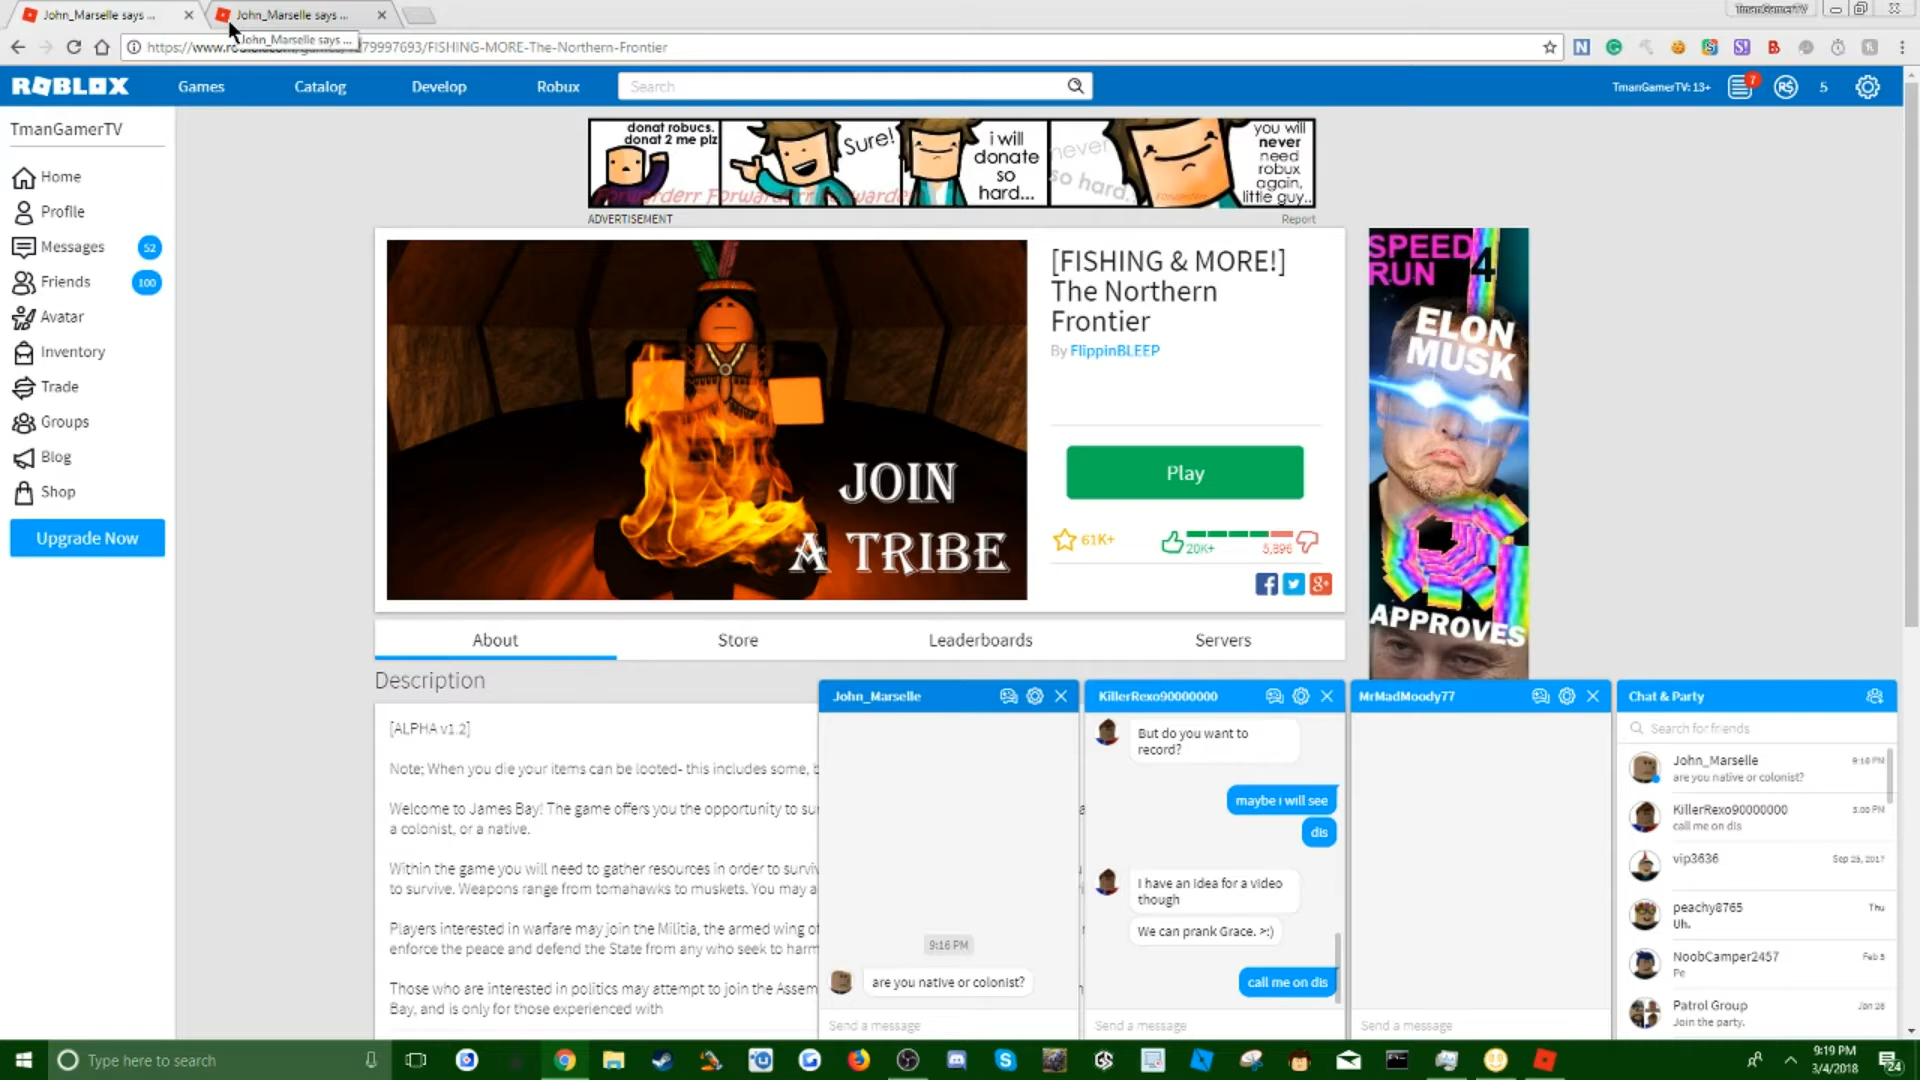 John_Marselle says ...
John_Marselle says ...
TmanGamerTV
John_Marselle says ...
/FISHING-MORE-The-Northern-Frontier
ROBLOX
Games
Catalog
Develop
Robux
Search
TmanGamerTV: 13+
7
R$
5
TmanGamerTV
Home
Profile
Messages
52
Friends
100
Avatar
Inventory
Trade
Groups
Blog
Shop
Upgrade Now
donat robucs.
donat 2 me plz
Sure!
i will
donate
so
hard...
never
so hard..
you will
never
need
robux
again,
little guy..
Forwarderr
ADVERTISEMENT
Report
JOIN
A TRIBE
[FISHING & MORE!]
The Northern
Frontier
By FlippinBLEEP
Play
61K+
20K+
5,896
SPEED
RUN 4
ELON
MUSK
APPROVES
About
Store
Leaderboards
Servers
Description
[ALPHA v1.2]
Note; When you die your items can be looted- this includes some, b
Welcome to James Bay! The game offers you the opportunity to su
a colonist, or a native.
Within the game you will need to gather resources in order to surviv
to survive. Weapons range from tomahawks to muskets. You may a
Players interested in warfare may join the Militia, the armed wing of
enforce the peace and defend the State from any who seek to harm
Those who are interested in politics may attempt to join the Assem
Bay, and is only for those experienced with
John_Marselle
9:16 PM
are you native or colonist?
Send a message
KillerRexo90000000
But do you want to
record?
maybe i will see
dis
I have an idea for a video
though
We can prank Grace. >:)
call me on dis
Send a message
MrMadMoody77
Send a message
Chat & Party
Search for friends
John_Marselle
9:16 PM
are you native or colonist?
KillerRexo90000000
5:00 PM
call me on dis
vip3636
Sep 25, 2017
peachy8765
Thu
Uh.
NoobCamper2457
Feb 5
Pe
Patrol Group
Jan 28
Join the party.
Type here to search
9:19 PM
3/4/2018
24